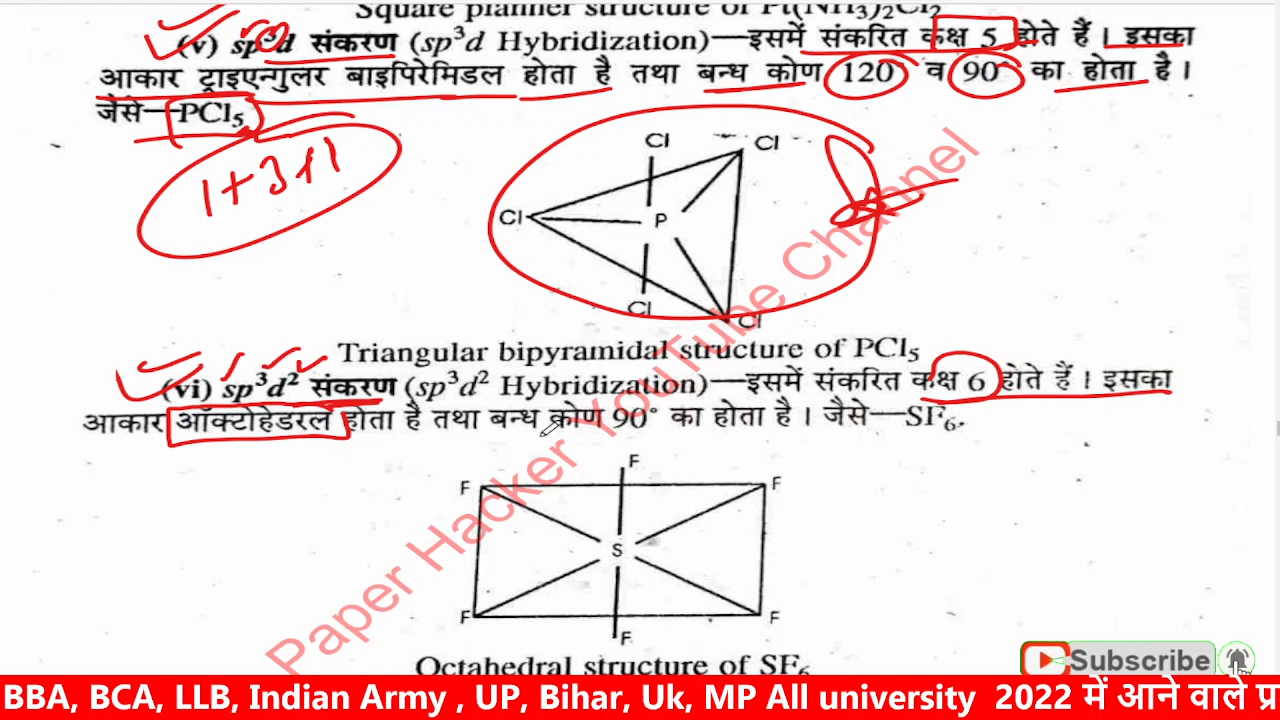 Square planner structure of Pt(NH₃)₂Cl₂
(v) sp³d संकरण (sp³d Hybridization)—इसमें संकरित कक्ष 5 होते हैं। इसका
आकार ट्राइएन्गुलर बाइपिरेमिडल होता है तथा बन्ध कोण 120° व 90° का होता है।
जैसे—PCl₅
1+3+1
Cl
Cl
Cl
P
Cl
Cl
Triangular bipyramidal structure of PCl₅
(vi) sp³d² संकरण (sp³d² Hybridization)—इसमें संकरित कक्ष 6 होते हैं। इसका
आकार ऑक्टोहेडरल होता है तथा बन्ध कोण 90° का होता है। जैसे—SF₆.
F
F
F
S
F
F
F
Octahedral structure of SF₆
Paper Hacker YouTube Channel
Subscribe
BBA, BCA, LLB, Indian Army , UP, Bihar, Uk, MP All university 2022 में आने वाले प्र